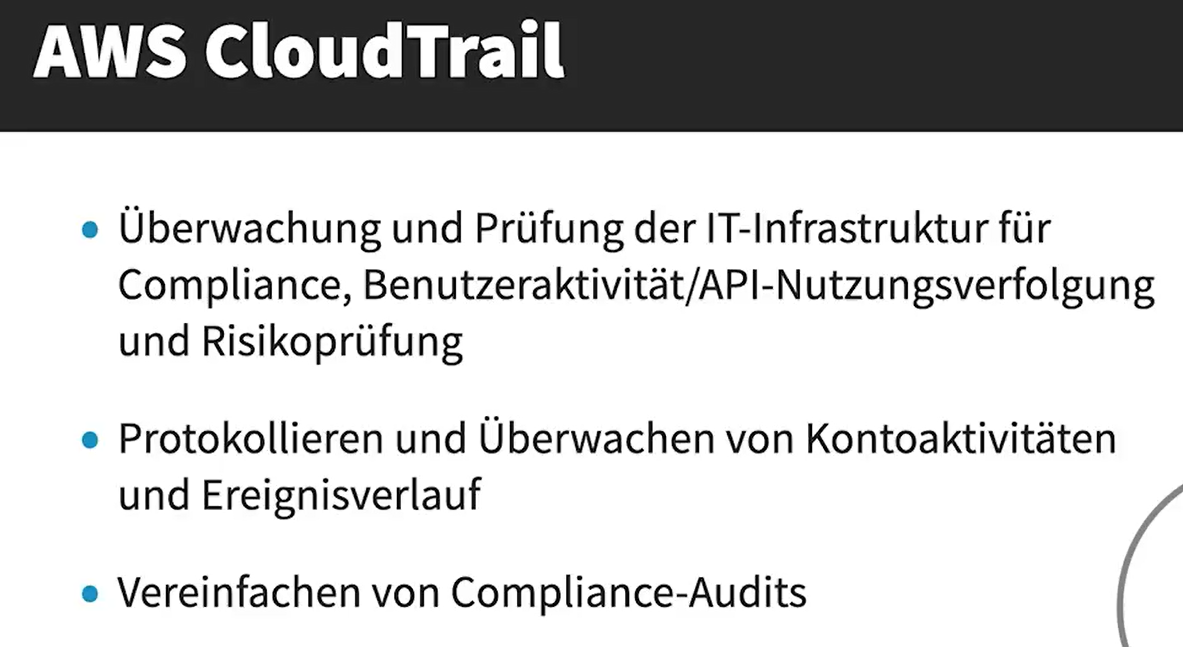 AWS CloudTrail
• Überwachung und Prüfung der IT-Infrastruktur für
Compliance, Benutzeraktivität/API-Nutzungsverfolgung
und Risikoprüfung
• Protokollieren und Überwachen von Kontoaktivitäten
und Ereignisverlauf
• Vereinfachen von Compliance-Audits